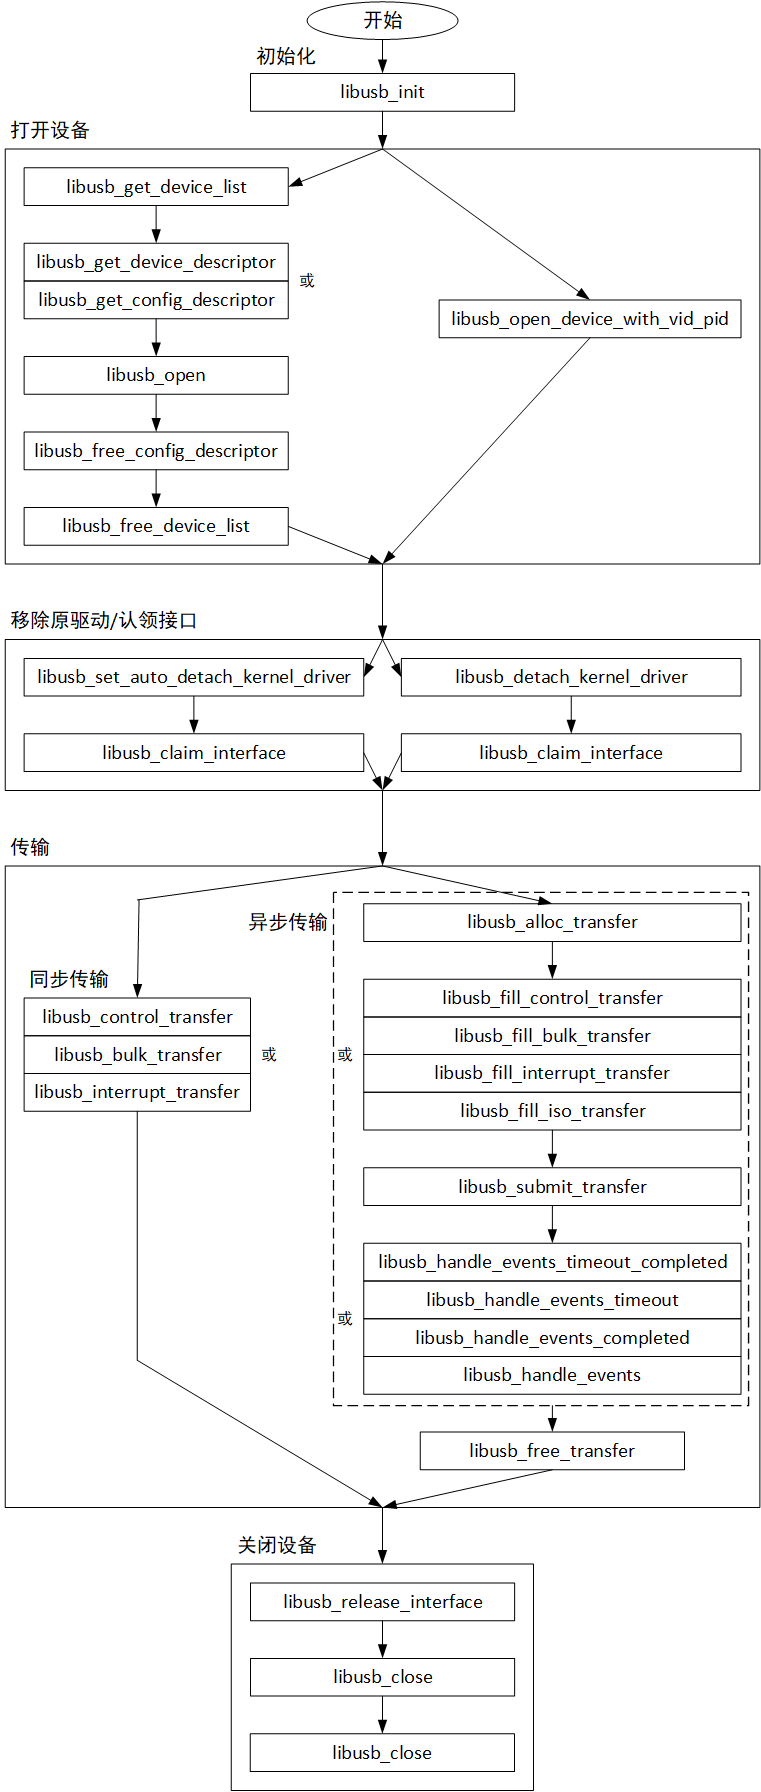 开始
初始化
libusb_init
打开设备
libusb_get_device_list
libusb_get_device_descriptor
或
libusb_get_config_descriptor
libusb_open_device_with_vid_pid
libusb_open
libusb_free_config_descriptor
libusb_free_device_list
移除原驱动/认领接口
libusb_set_auto_detach_kernel_driver
libusb_detach_kernel_driver
libusb_claim_interface
libusb_claim_interface
传输
同步传输
libusb_control_transfer
libusb_bulk_transfer
或
libusb_interrupt_transfer
异步传输
libusb_alloc_transfer
libusb_fill_control_transfer
libusb_fill_bulk_transfer
或
libusb_fill_interrupt_transfer
libusb_fill_iso_transfer
libusb_submit_transfer
libusb_handle_events_timeout_completed
libusb_handle_events_timeout
或
libusb_handle_events_completed
libusb_handle_events
libusb_free_transfer
关闭设备
libusb_release_interface
libusb_close
libusb_close